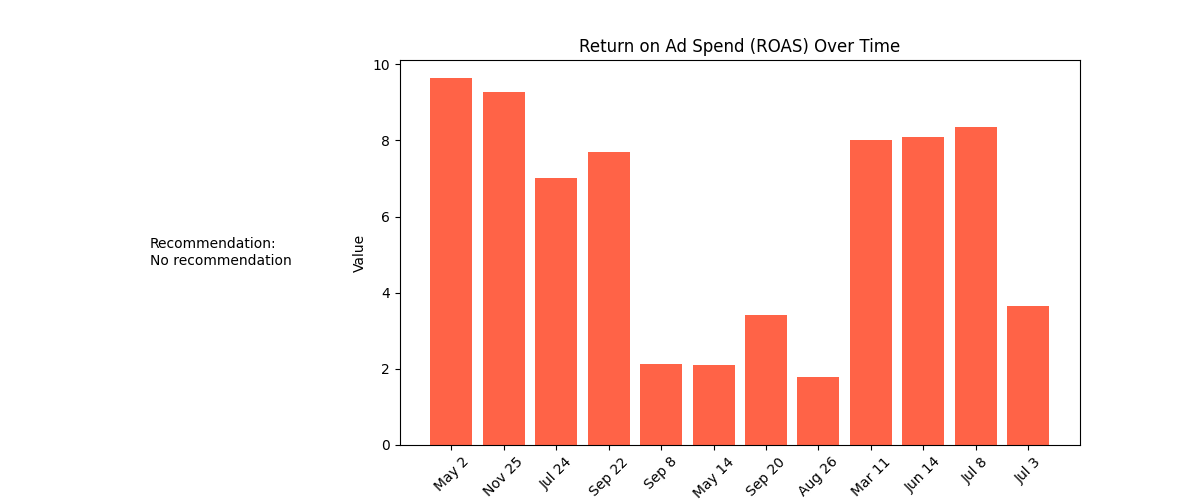 Return on Ad Spend (ROAS) Over Time
10
8
6
4
2
0
Value
Recommendation:
No recommendation
May 2
Nov 25
Jul 24
Sep 22
Sep 8
May 14
Sep 20
Aug 26
Mar 11
Jun 14
Jul 8
Jul 3